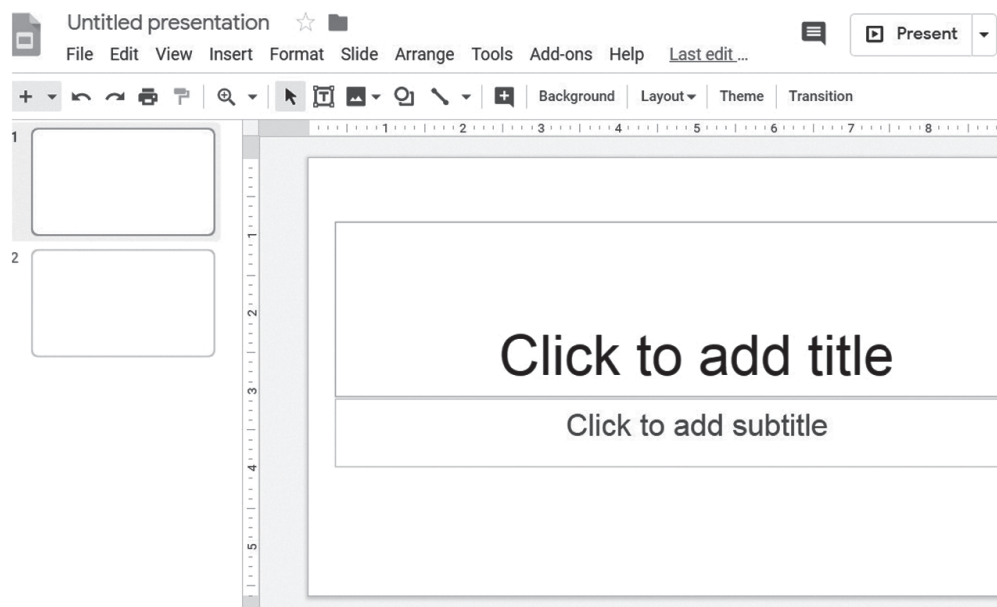 Untitled presentation
File Edit View Insert Format Slide Arrange Tools Add-ons Help Last edit ...
Present
Background Layout Theme Transition
1 2 3 4 5 6 7 8
1
2
1
2
3
4
5
Click to add title
Click to add subtitle